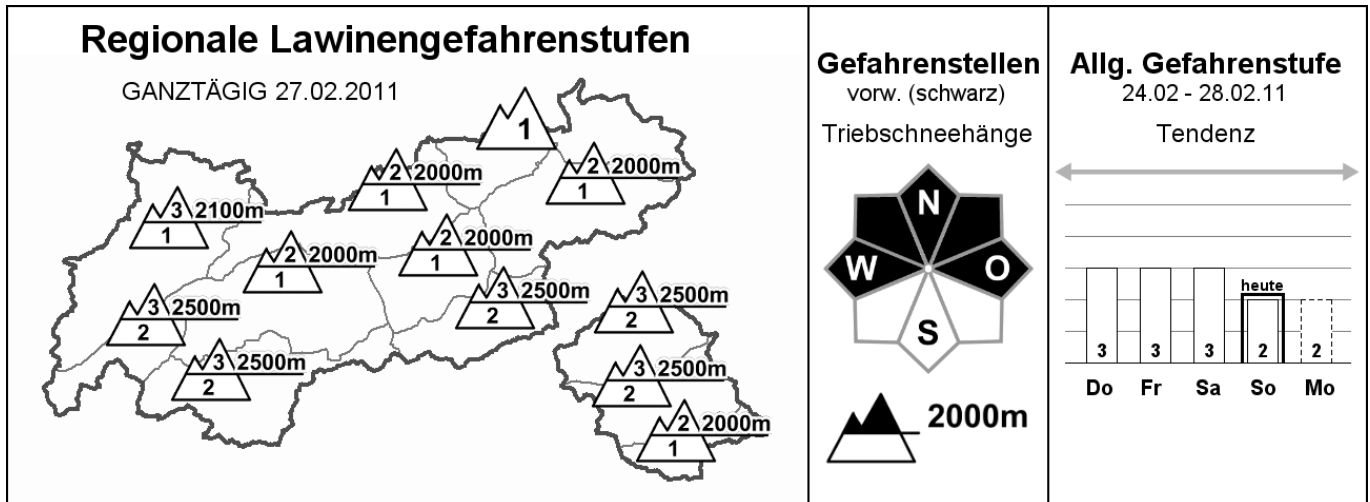 Regionale Lawinengefahrenstufen
GANZTÄGIG 27.02.2011
1
2 2000m
1
2 2000m
1
3 2100m
1
2 2000m
1
2 2000m
1
3 2500m
2
3 2500m
2
3 2500m
2
3 2500m
2
3 2500m
2
2 2000m
1
Gefahrenstellen
vorw. (schwarz)
Triebschneehänge
N
W O
S
2000m
Allg. Gefahrenstufe
24.02 - 28.02.11
Tendenz
heute
3 3 3 2 2
Do Fr Sa So Mo